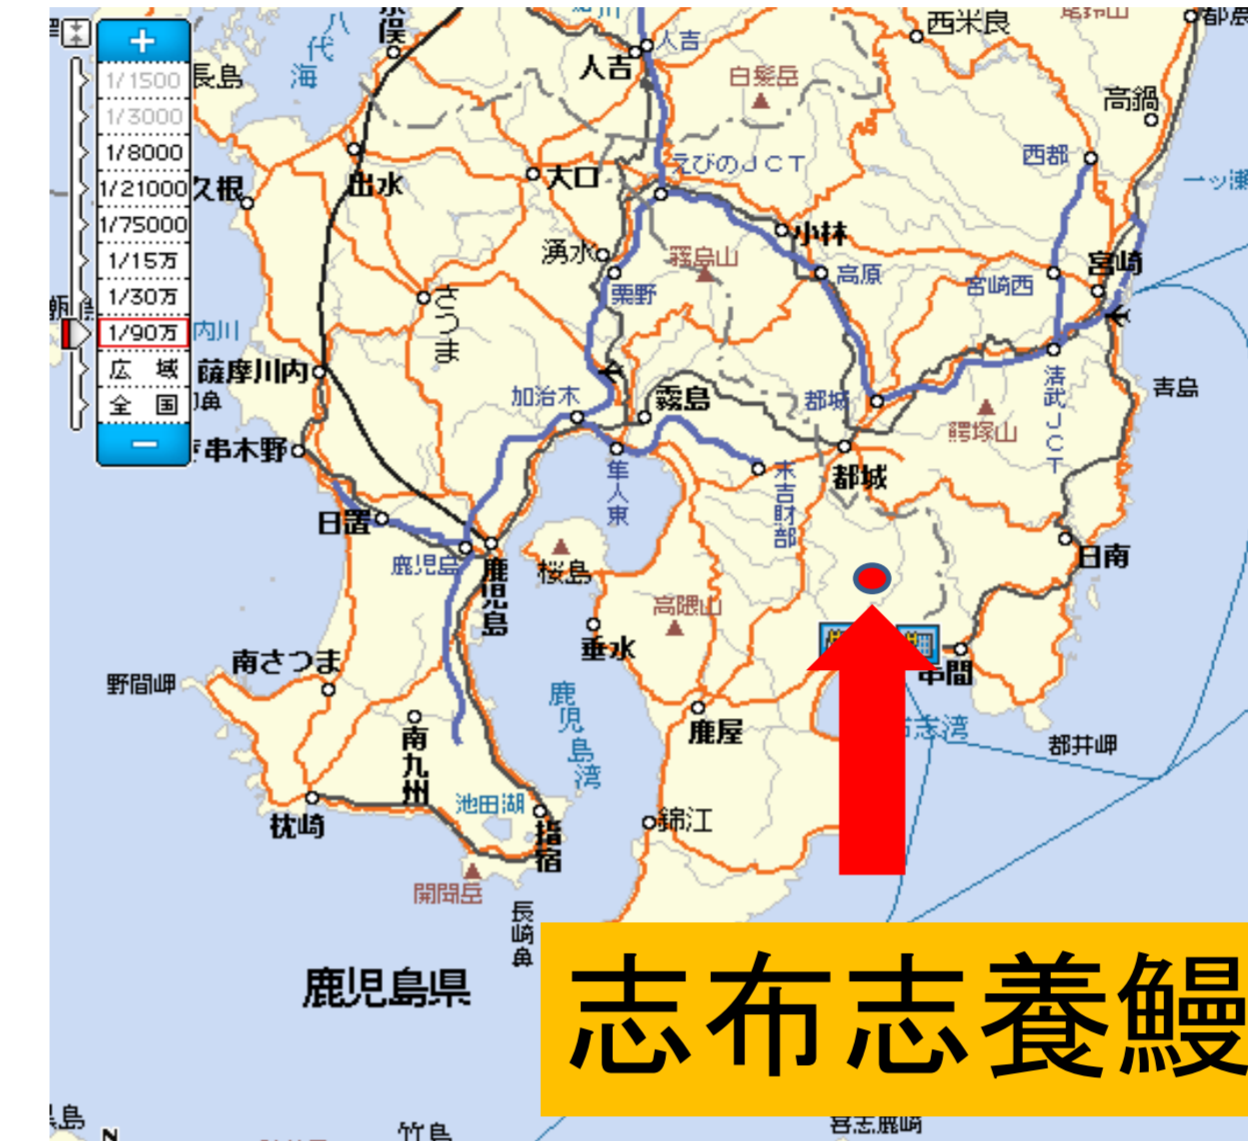 八代海
人吉
人吉
西米良
白髪岳
長島
高鍋
西都
えびのJCT
大口
出水
小林
湧水
霧島山
高原
宮崎西
宮崎
栗野
さつま
内川
薩摩川内
加治木
霧島
都城
清武JCT
青島
鰐塚山
串木野
隼人東
末吉財部
都城
日置
鹿児島
鹿児島
桜島
日南
高隈山
垂水
南さつま
野間岬
串間
鹿児島湾
鹿屋
都井岬
南九州
池田湖
指宿
枕崎
錦江
開聞岳
長崎鼻
鹿児島県
竹島
+
1/1500
1/3000
1/8000
1/21000
1/75000
1/15万
1/30万
1/90万
広 域
全 国
−
志布志養鰻